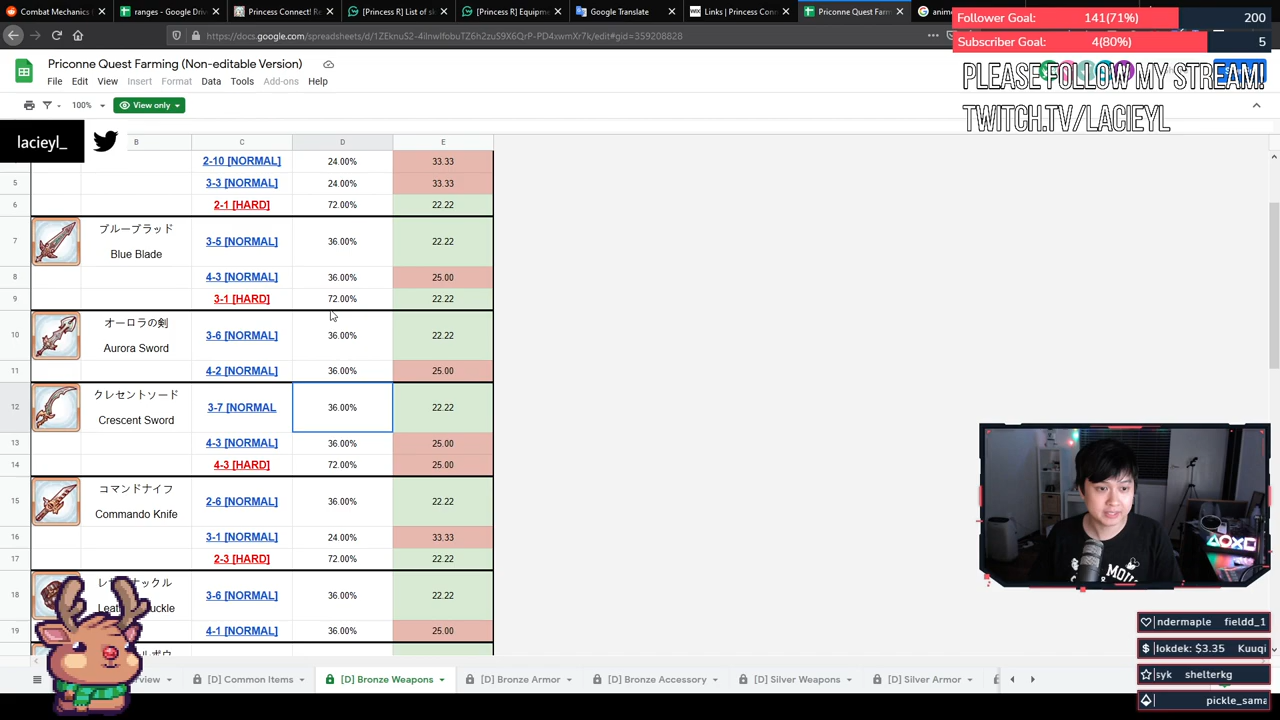 Combat Mechanics
ranges - Google Driv
Princess Connect! Re
[Princess R] List of s
[Princess R] Equipm
Google Translate
Links | Princess Conn
Priconne Quest Farm
Follower Goal: 141(71%) 200
Subscriber Goal: 4(80%) 5
https://docs.google.com/spreadsheets/d/
Priconne Quest Farming (Non-editable Version)
File Edit View Insert Format Data Tools Add-ons Help
PLEASE FOLLOW MY STREAM!
TWITCH.TV/LACIEYL
100% View only
lacieyl_
B C D E
2-10 [NORMAL] 24.00% 33.33
5 3-3 [NORMAL] 24.00% 33.33
6 2-1 [HARD] 72.00% 22.22
ブルーブラッド
7 3-5 [NORMAL] 36.00% 22.22
Blue Blade
8 4-3 [NORMAL] 36.00% 25.00
9 3-1 [HARD] 72.00% 22.22
オーロラの剣
10 3-6 [NORMAL] 36.00% 22.22
Aurora Sword
11 4-2 [NORMAL] 36.00% 25.00
クレセントソード
12 3-7 [NORMAL 36.00% 22.22
Crescent Sword
13 4-3 [NORMAL] 36.00% 25.00
14 4-3 [HARD] 72.00% 25.00
コマンドナイフ
15 2-6 [NORMAL] 36.00% 22.22
Commando Knife
16 3-1 [NORMAL] 24.00% 33.33
17 2-3 [HARD] 72.00% 22.22
18 3-6 [NORMAL] 36.00% 22.22
19 4-1 [NORMAL] 36.00% 25.00
[D] Common Items
[D] Bronze Weapons
[D] Bronze Armor
[D] Bronze Accessory
[D] Silver Weapons
[D] Silver Armor
ndermaple fieldd_1
lokdek: $3.35 Kuuqi
syk shelterkg
pickle_sama